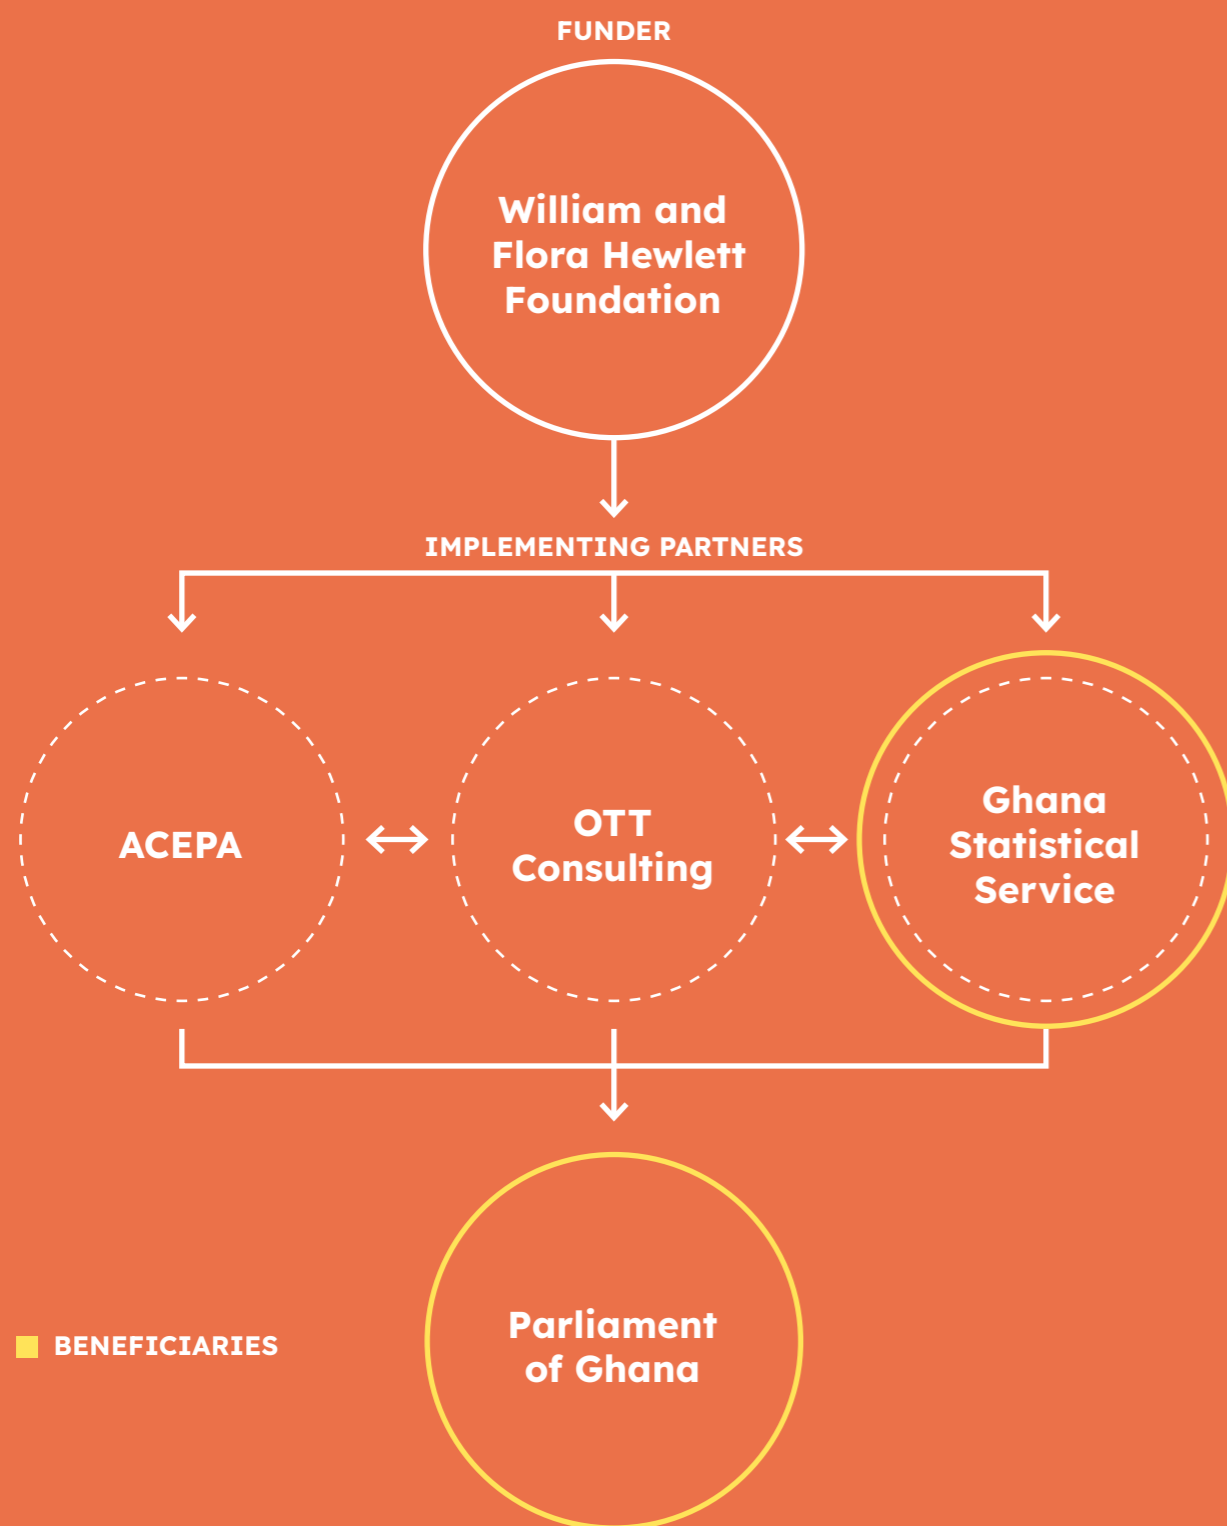 FUNDER
William and
Flora Hewlett
Foundation
IMPLEMENTING PARTNERS
ACEPA
OTT
Consulting
Ghana
Statistical
Service
Parliament
of Ghana
BENEFICIARIES